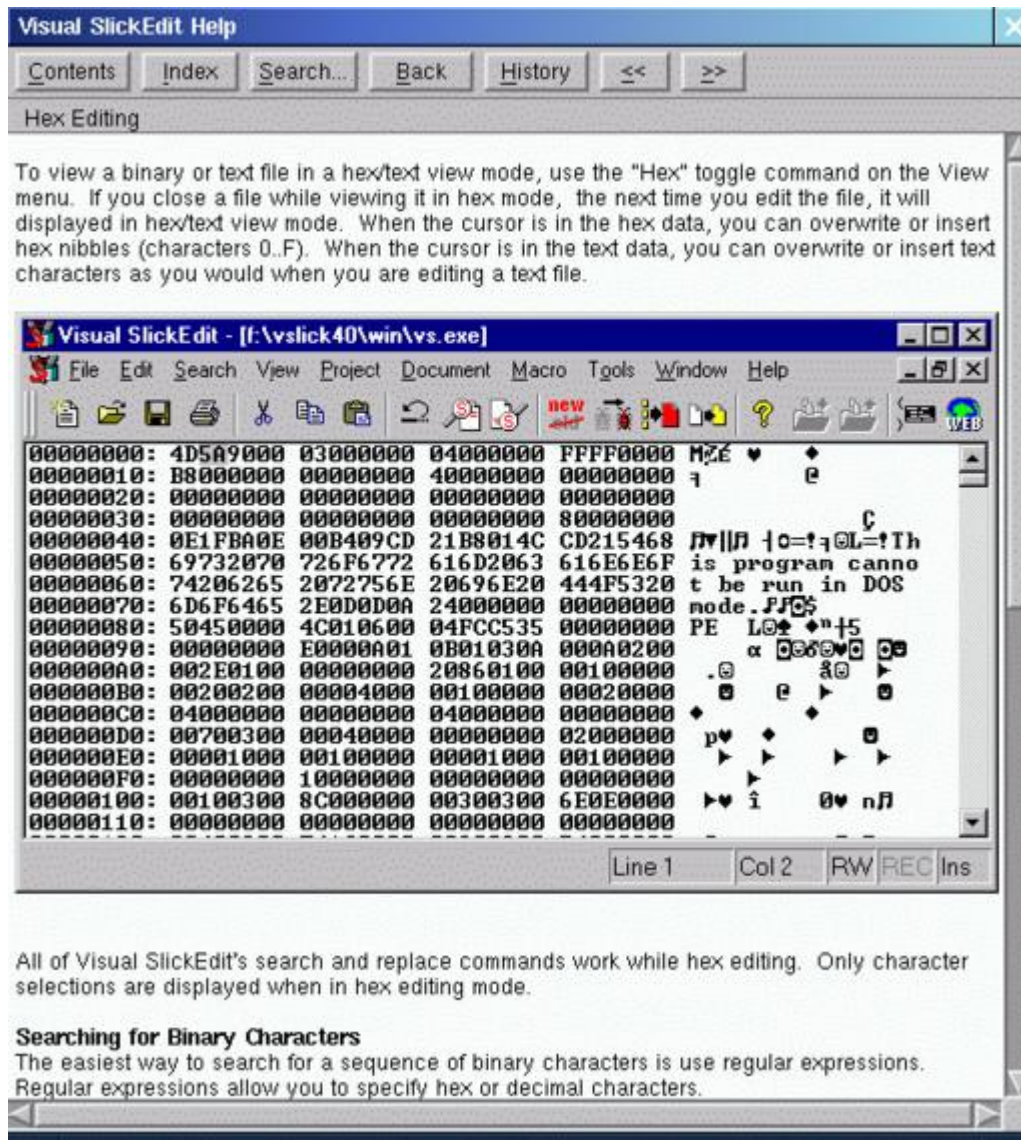 Visual SlickEdit Help
Contents Index Search... Back History << >>
Hex Editing
To view a binary or text file in a hex/text view mode, use the "Hex" toggle command on the View
menu. If you close a file while viewing it in hex mode, the next time you edit the file, it will
displayed in hex/text view mode. When the cursor is in the hex data, you can overwrite or insert
hex nibbles (characters 0..F). When the cursor is in the text data, you can overwrite or insert text
characters as you would when you are editing a text file.
Visual SlickEdit - [f:\vslick40\win\vs.exe]
File Edit Search View Project Document Macro Tools Window Help
new old WEB
00000000: 4D5A9000 03000000 04000000 FFFF0000 MZÉ ♥ ♦
00000010: B8000000 00000000 40000000 00000000 ╕ @
00000020: 00000000 00000000 00000000 00000000
00000030: 00000000 00000000 00000000 80000000 Ç
00000040: 0E1FBA0E 00B409CD 21B8014C CD215468 ♫▼║♫ ┤○=!╕☺L=!Th
00000050: 69732070 726F6772 616D2063 616E6E6F is program canno
00000060: 74206265 2072756E 20696E20 444F5320 t be run in DOS
00000070: 6D6F6465 2E0D0D0A 24000000 00000000 mode.♪♪◙$
00000080: 50450000 4C010600 04FCC535 00000000 PE L☺♠ ♦ⁿ┼5
00000090: 00000000 E0000A01 0B01030A 000A0200 α ◙☺♂☺♥◙ ◙☻
000000A0: 002E0100 00000000 20860100 00100000 .☺ å☺ ►
000000B0: 00200200 00004000 00100000 00020000 ☻ @ ► ☻
000000C0: 04000000 00000000 04000000 00000000 ♦ ♦
000000D0: 00700300 00040000 00000000 02000000 p♥ ♦ ☻
000000E0: 00001000 00100000 00001000 00100000 ► ► ► ►
000000F0: 00000000 10000000 00000000 00000000 ►
00000100: 00100300 8C000000 00300300 6E0E0000 ►♥ î 0♥ n♫
00000110: 00000000 00000000 00000000 00000000
Line 1 Col 2 RW REC Ins
All of Visual SlickEdit's search and replace commands work while hex editing. Only character
selections are displayed when in hex editing mode.
Searching for Binary Characters
The easiest way to search for a sequence of binary characters is use regular expressions.
Regular expressions allow you to specify hex or decimal characters.